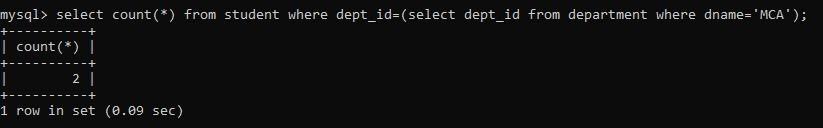 mysql> select count(*) from student where dept_id=(select dept_id from department where dname='MCA');
+----------+
| count(*) |
+----------+
|        2 |
+----------+
1 row in set (0.09 sec)